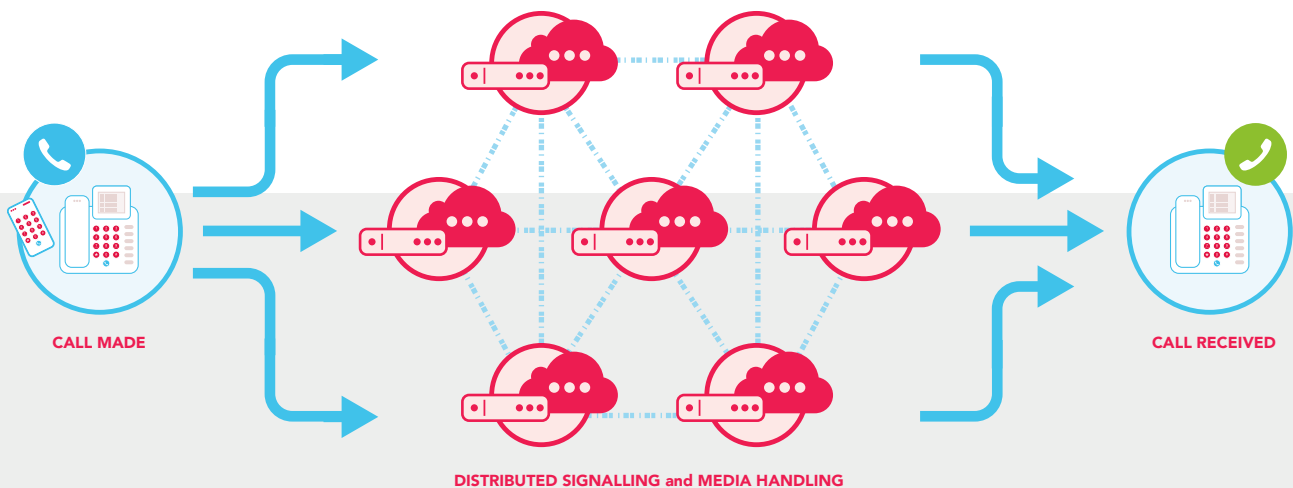 CALL MADE
CALL RECEIVED
DISTRIBUTED SIGNALLING and MEDIA HANDLING